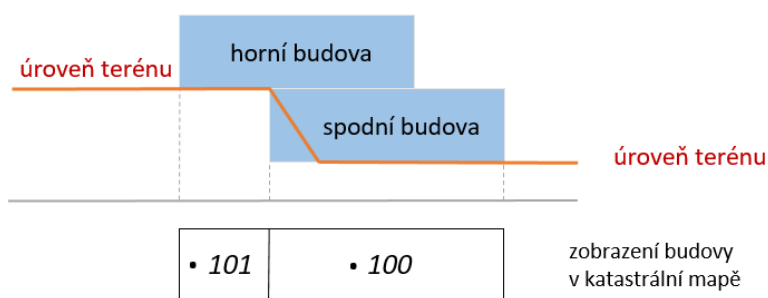 horní budova
úroveň terénu
spodní budova
úroveň terénu
• 101
• 100
zobrazení budovy
v katastrální mapě